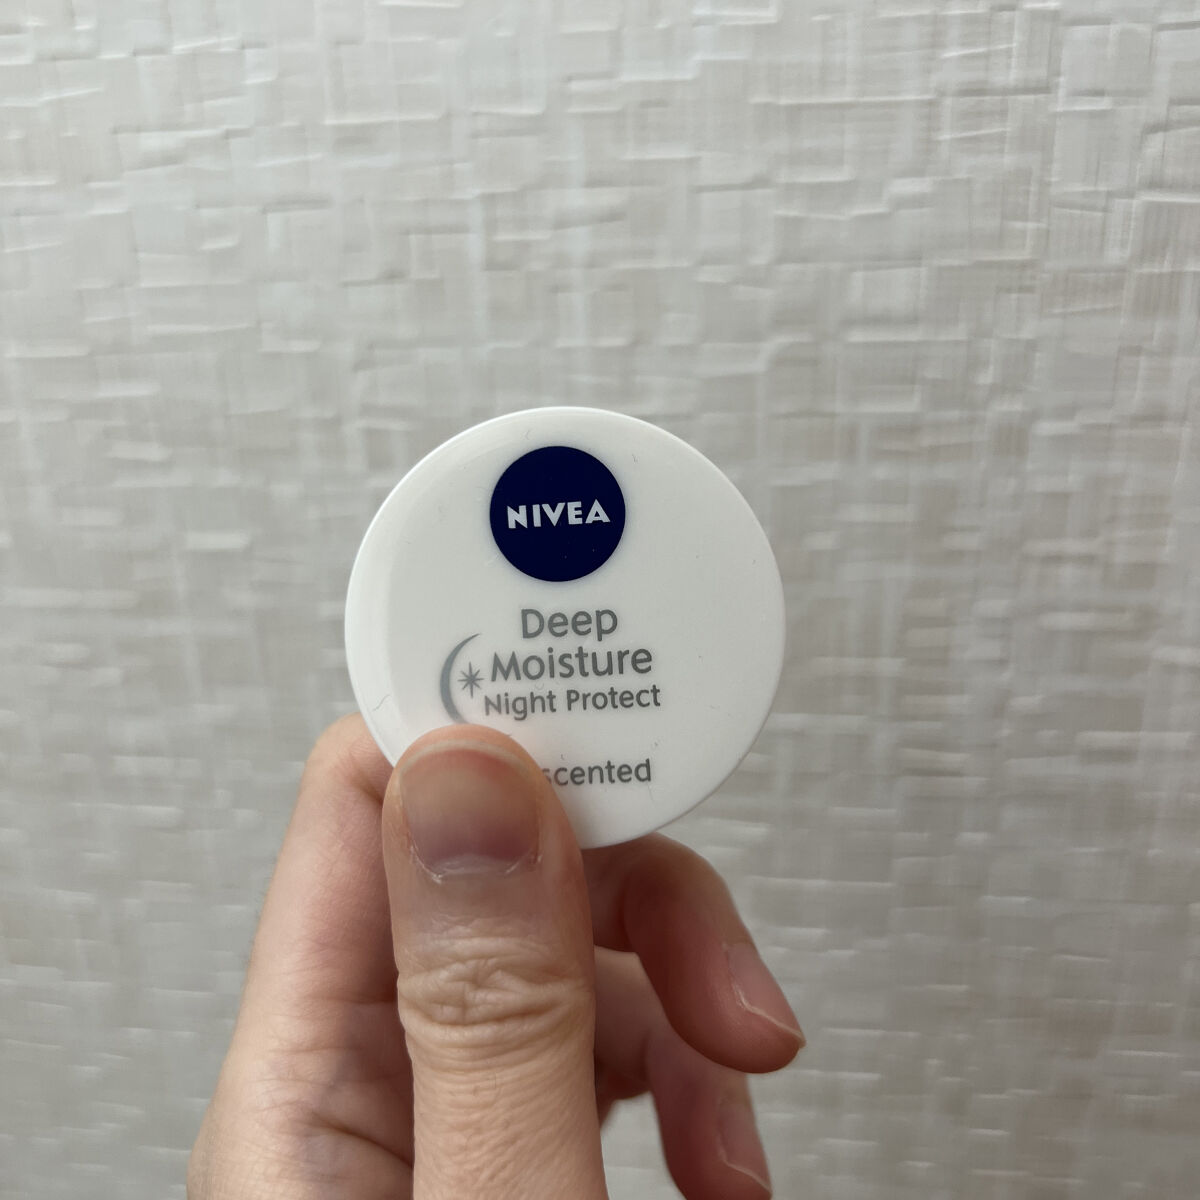 NIVEA
Deep
Moisture
Night Protect
scented